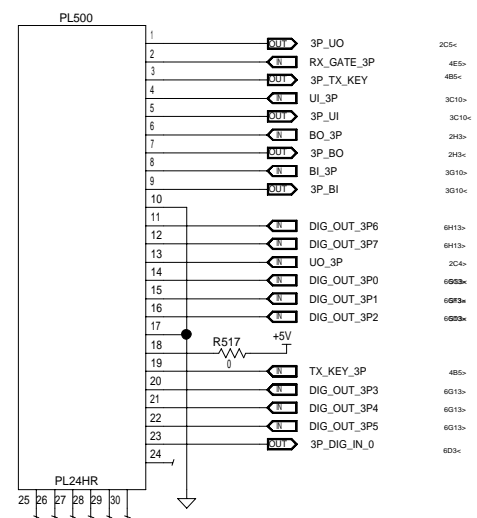 PL500
1 OUT 3P_UO 2C5<
2 IN RX_GATE_3P 4E5>
3 OUT 3P_TX_KEY 4B5<
4 IN UI_3P 3C10>
5 OUT 3P_UI 3C10<
6 IN BO_3P 2H3>
7 OUT 3P_BO 2H3<
8 IN BI_3P 3G10>
9 OUT 3P_BI 3G10<
10
11 IN DIG_OUT_3P6 6H13>
12 IN DIG_OUT_3P7 6H13>
13 IN UO_3P 2C4>
14 IN DIG_OUT_3P0
15 IN DIG_OUT_3P1
16 IN DIG_OUT_3P2
17
+5V
18 R517
0
19 IN TX_KEY_3P 4B5>
20 IN DIG_OUT_3P3 6G13>
21 IN DIG_OUT_3P4 6G13>
22 IN DIG_OUT_3P5 6G13>
23 OUT 3P_DIG_IN_0 6D3<
24
PL24HR
25 26 27 28 29 30